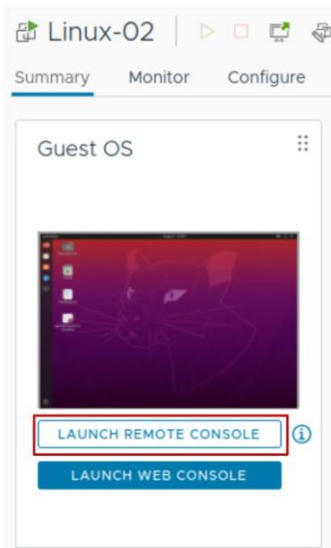 Linux-02
Summary Monitor Configure
Guest OS
LAUNCH REMOTE CONSOLE
LAUNCH WEB CONSOLE